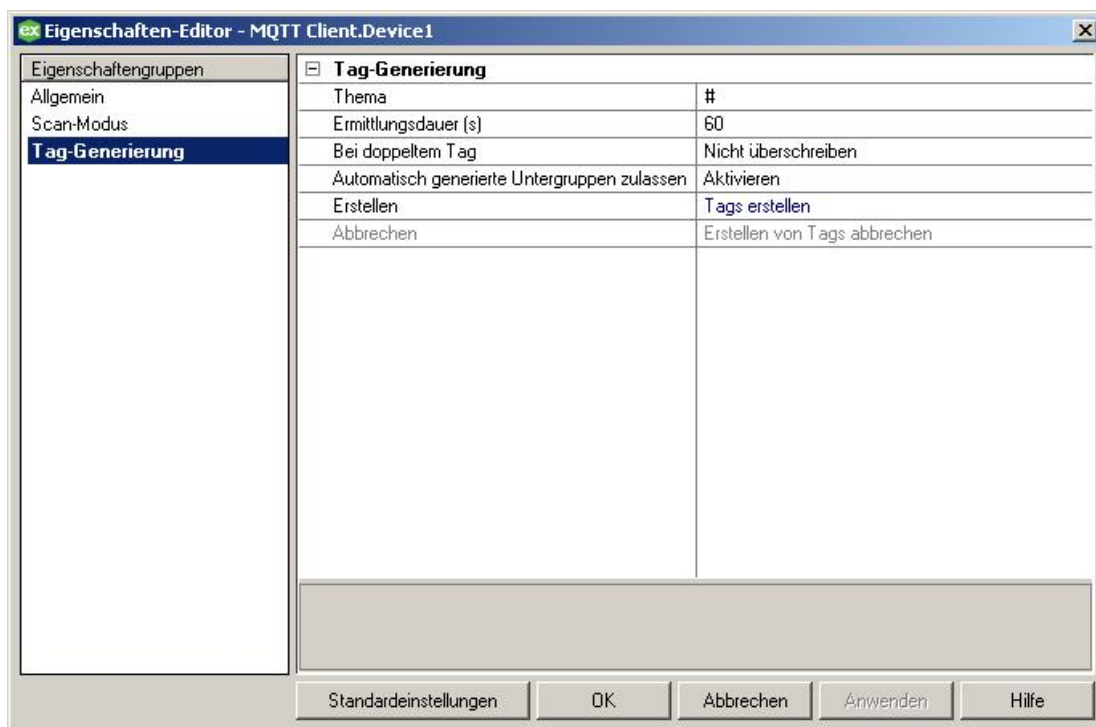 ex Eigenschaften-Editor - MQTT Client.Device1
Eigenschaftengruppen
Allgemein
Scan-Modus
Tag-Generierung
Tag-Generierung
Thema #
Ermittlungsdauer (s) 60
Bei doppeltem Tag Nicht überschreiben
Automatisch generierte Untergruppen zulassen Aktivieren
Erstellen Tags erstellen
Abbrechen Erstellen von Tags abbrechen
Standardeinstellungen OK Abbrechen Anwenden Hilfe